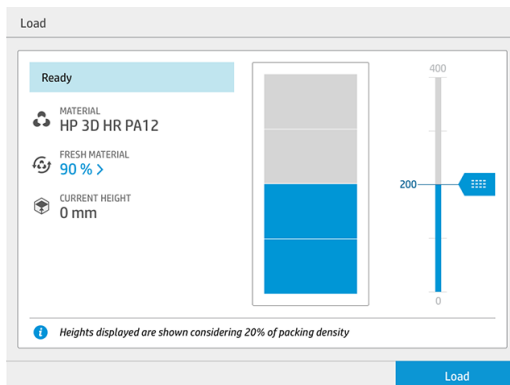 Load
Ready
MATERIAL
HP 3D HR PA12
FRESH MATERIAL
90 % >
CURRENT HEIGHT
0 mm
400
200
0
Heights displayed are shown considering 20% of packing density
Load